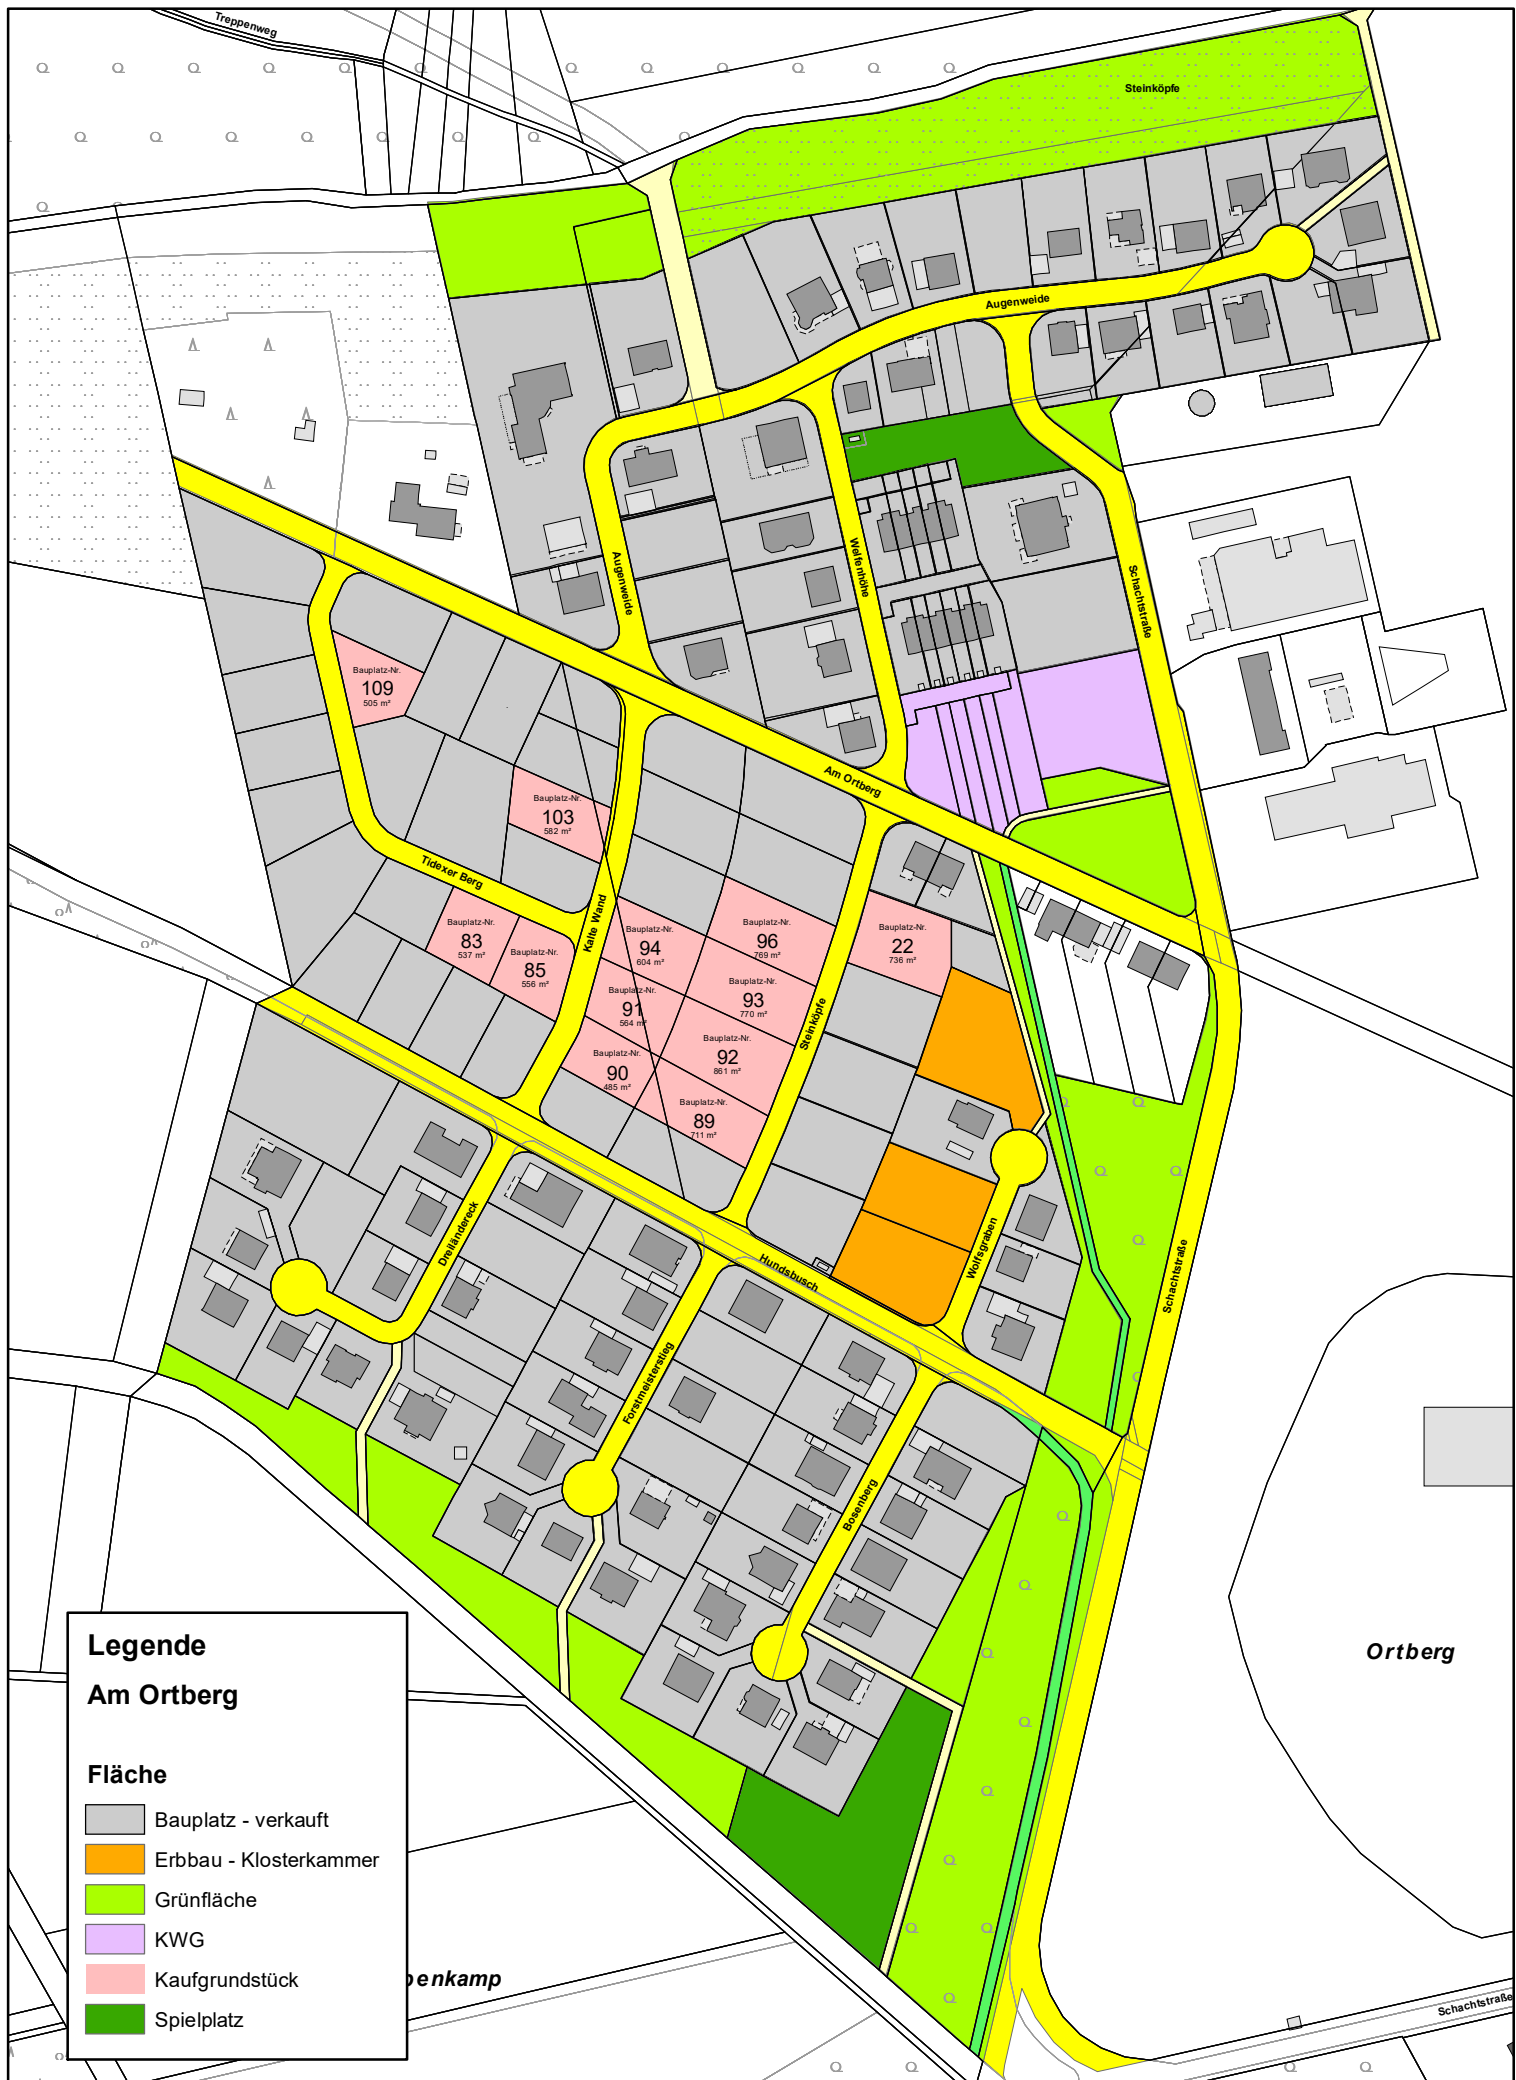 Treppenweg
Steinköpfe
Augenweide
Augenweide
Welfenhöhe
Schachtstraße
Bauplatz-Nr.
109
505 m²
Am Ortberg
Bauplatz-Nr.
103
582 m²
Tidexer Berg
Kalte Wand
Bauplatz-Nr.
83
537 m²
Bauplatz-Nr.
85
556 m²
Bauplatz-Nr.
94
604 m²
Bauplatz-Nr.
96
769 m²
Bauplatz-Nr.
22
736 m²
Bauplatz-Nr.
91
564 m²
Bauplatz-Nr.
93
770 m²
Steinköpfe
Bauplatz-Nr.
90
485 m²
Bauplatz-Nr.
92
861 m²
Bauplatz-Nr.
89
711 m²
Dreiländereck
Hundsbusch
Wolfsgraben
Schachtstraße
Forstmeisterstieg
Bosenberg
Ortberg
Legende
Am Ortberg
Fläche
Bauplatz - verkauft
Erbbau - Klosterkammer
Grünfläche
KWG
Kaufgrundstück
Spielplatz
penkamp
Schachtstraße